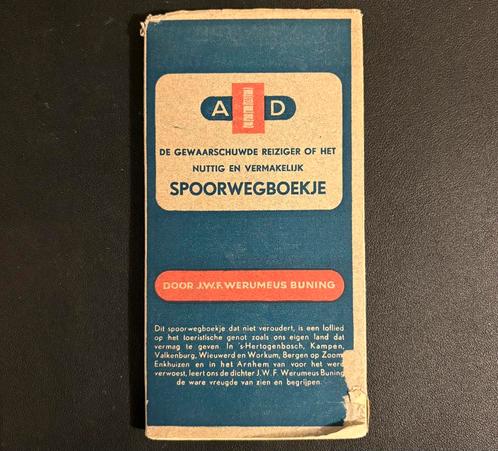 A D
DE GEWAARSCHUWDE REIZIGER OF HET
NUTTIG EN VERMAKELIJK
SPOORWEGBOEKJE
DOOR J.W.F. WERUMEUS BUNING
Dit spoorwegboekje dat niet veroudert, is een loflied
op het toeristische genot zoals ons eigen land dat
vermag te geven. In 's-Hertogenbosch, Kampen,
Valkenburg, Wieuwerd en Workum, Bergen op Zoom,
Enkhuizen en in het Arnhem van voor het werd
verwoest, leert ons de dichter J. W. F. Werumeus Buning
de ware vreugde van zien en begrijpen.